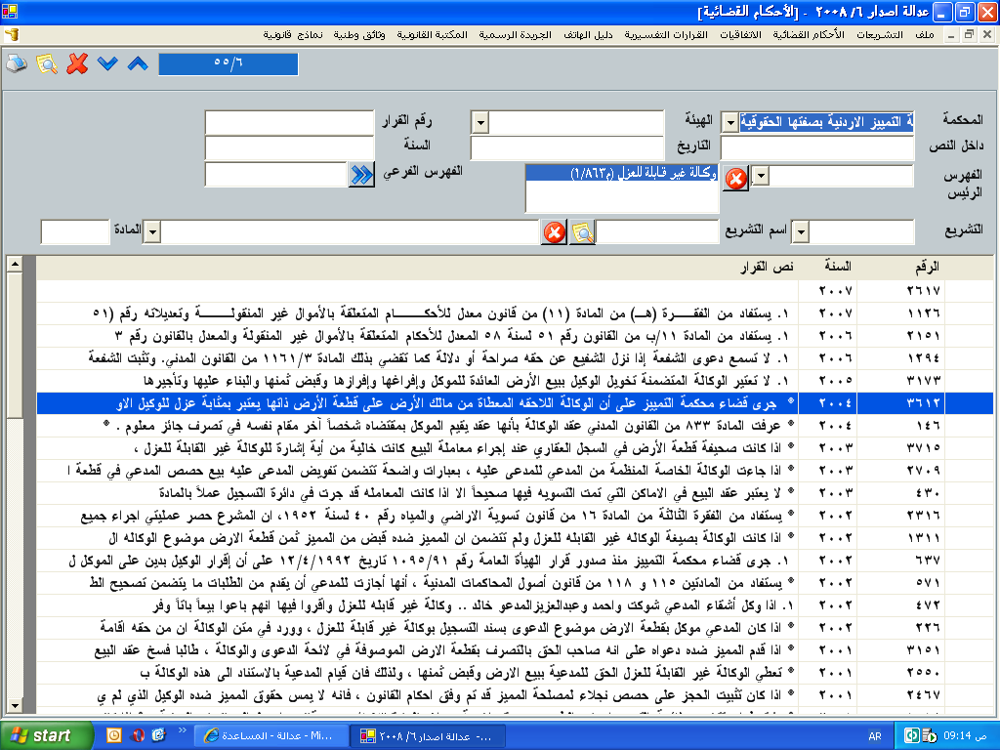 عدالة اصدار ٦/ ٢٠٠٨ - [الأحكام القضائية]
ملف التشريعات الأحكام القضائية الاتفاقيات القرارات التفسيرية دليل الهاتف الجريدة الرسمية المكتبة القانونية وثائق وطنية نماذج قانونية
٥٥/٦
المحكمة ة التمييز الاردنية بصفتها الحقوقية الهيئة رقم القرار
داخل النص التاريخ السنة
الفهرس الرئيس وكالة غير قابلة للعزل (م١/٨٦٣) الفهرس الفرعي
التشريع اسم التشريع المادة
الرقم السنة نص القرار
٢٦١٧ ٢٠٠٧
١١٢٦ ٢٠٠٧ ١. يستفاد من الفقـــرة (هـ) من المادة (١١) من قانون معدل للأحكـــــام المتعلقة بالأموال غير المنقولـــــة وتعديلاته رقم (٥١
٢١٥١ ٢٠٠٦ ١. يستفاد من المادة ١١/ب من القانون رقم ٥١ لسنة ٥٨ المعدل للأحكام المتعلقة بالأموال غير المنقولة والمعدل بالقانون رقم ٣
١٢٩٤ ٢٠٠٦ ١. لا تسمع دعوى الشفعة إذا نزل الشفيع عن حقه صراحة أو دلالة كما تقضي بذلك المادة ١١٦١/٣ من القانون المدني. وتثبت الشفعة
٣١٧٣ ٢٠٠٥ ١. لا تعتبر الوكالة المتضمنة تخويل الوكيل ببيع الأرض العائدة للموكل وإفراغها وإفرازها وقبض ثمنها والبناء عليها وتأجيرها
٣٦١٢ ٢٠٠٤ * جرى قضاء محكمة التمييز على أن الوكالة اللاحقه المعطاة من مالك الأرض على قطعة الأرض ذاتها يعتبر بمثابة عزل للوكيل الاو
١٤٦ ٢٠٠٤ * عرفت المادة ٨٣٣ من القانون المدني عقد الوكالة بأنها عقد يقيم الموكل بمقتضاه شخصاً آخر مقام نفسه في تصرف جائز معلوم . *
٣٧١٥ ٢٠٠٣ * اذا كانت صحيفة قطعة الأرض في السجل العقاري عند إجراء معاملة البيع كانت خالية من أية إشارة للوكالة غير القابلة للعزل ،
٢٧٠٩ ٢٠٠٣ * اذا جاءت الوكالة الخاصة المنظمة من المدعي للمدعى عليه ، بعبارات واضحة تتضمن تفويض المدعى عليه بيع حصص المدعي في قطعة ا
٤٣٠ ٢٠٠٣ * لا يعتبر عقد البيع في الاماكن التي تمت التسويه فيها صحيحاً الا اذا كانت المعامله قد جرت في دائرة التسجيل عملاً بالمادة
٢٣١٦ ٢٠٠٢ * يستفاد من الفقرة الثالثة من المادة ١٦ من قانون تسوية الاراضي والمياه رقم ٤٠ لسنة ١٩٥٢، ان المشرع حصر عمليتي اجراء جميع
١٣١١ ٢٠٠٢ * اذا كانت الوكالة بصيغة الوكاله غير القابله للعزل ولم تتضمن ان المميز ضده قبض من المميز ثمن قطعة الارض موضوع الوكاله ال
٦٣٧ ٢٠٠٢ ١. جرى قضاء محكمة التمييز منذ صدور قرار الهيأة العامة رقم ١٠٩٥/٩١ تاريخ ١٢/٤/١٩٩٢ على أن إقرار الوكيل بدين على الموكل ل
٥٧١ ٢٠٠٢ * يستفاد من المادتين ١١٥ و ١١٨ من قانون أصول المحاكمات المدنية ، أنها أجازت للمدعي أن يقدم من الطلبات ما يتضمن تصحيح الط
٤٧٢ ٢٠٠٢ ١. اذا وكل أشقاء المدعي شوكت واحمد وعبدالعزيزالمدعو خالد .. وكالة غير قابله للعزل وأقروا فيها انهم باعوا بيعاً باتاً وفر
٢٢٦ ٢٠٠٢ * اذا كان المدعي موكل بقطعة الارض موضوع الدعوى بسند التسجيل بوكالة غير قابلة للعزل ، وورد في متن الوكالة ان من حقه اقامة
٣١٥١ ٢٠٠١ * اذا قدم المميز ضده دعواه على انه صاحب الحق بالتصرف بقطعة الارض الموصوفة في لائحة الدعوى والوكالة ، طالبا فسخ عقد البيع
٢٥٥٠ ٢٠٠١ * تعطي الوكالة غير القابلة للعزل الحق للمدعية ببيع الارض وقبض ثمنها ، ولذلك فان قيام المدعية بالاستناد الى هذه الوكالة ب
٢٤٦٧ ٢٠٠١ * اذا كان تثبيت الحجز على حصص نجلاء لمصلحة المميز قد تم وفق احكام القانون ، فانه لا يمس حقوق المميز ضده الوكيل الذي لم ي
start عدالة - المساعدة - Mi... عدالة اصدار ٦/ ٢٠٠٨ -... AR 09:14 ص